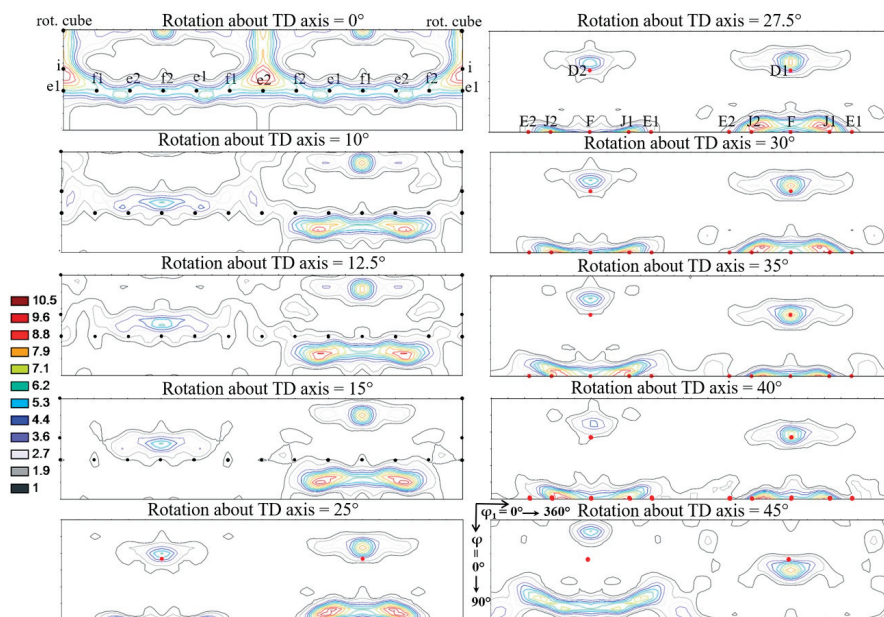 rot. cube
Rotation about TD axis = 0°
rot. cube
i
e1
f1
e2
f2
e1
f1
e2
f2
e1
f1
e2
f2
i
e1
Rotation about TD axis = 27.5°
D2
D1
E2
J2
F
J1
E1
E2
J2
F
J1
E1
Rotation about TD axis = 10°
Rotation about TD axis = 30°
Rotation about TD axis = 12.5°
Rotation about TD axis = 35°
10.5
9.6
8.8
7.9
7.1
6.2
5.3
4.4
3.6
2.7
1.9
1
Rotation about TD axis = 15°
Rotation about TD axis = 40°
Rotation about TD axis = 25°
Rotation about TD axis = 45°
φ₁= 0°→ 360°
φ
=
0°
90°